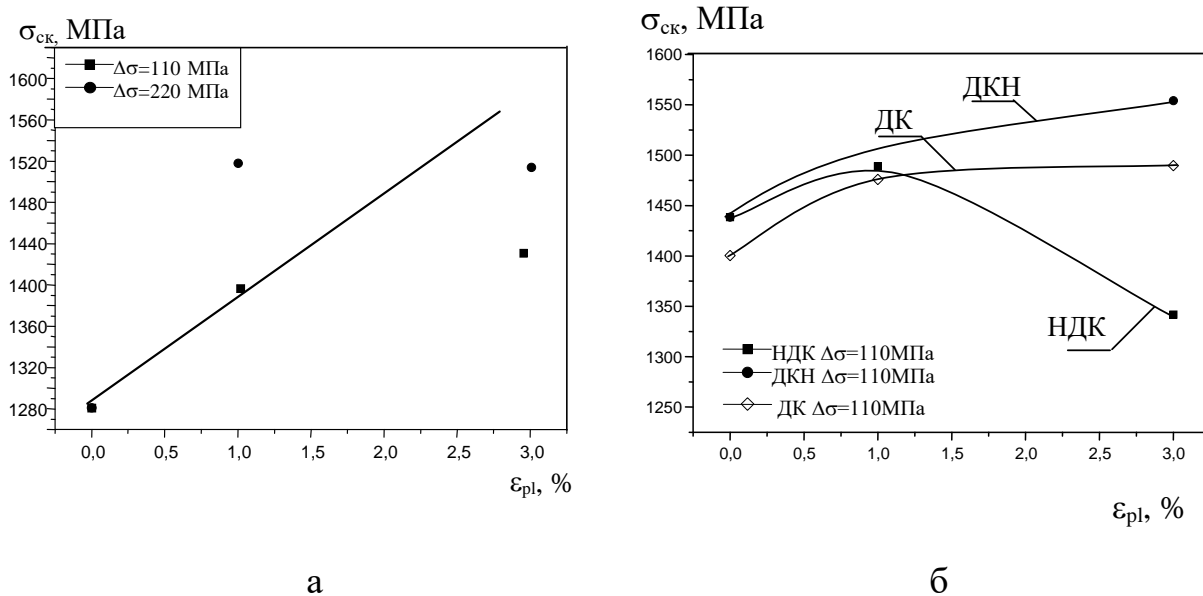 σск, МПа
Δσ=110 МПа
Δσ=220 МПа
1600
1560
1520
1480
1440
1400
1360
1320
1280
0,0 0,5 1,0 1,5 2,0 2,5 3,0
εpl, %
а
σск, МПа
1600
1550
1500
1450
1400
1350
1300
1250
ДКН
ДК
НДК
НДК Δσ=110МПа
ДКН Δσ=110МПа
ДК Δσ=110МПа
0,0 0,5 1,0 1,5 2,0 2,5 3,0
εpl, %
б